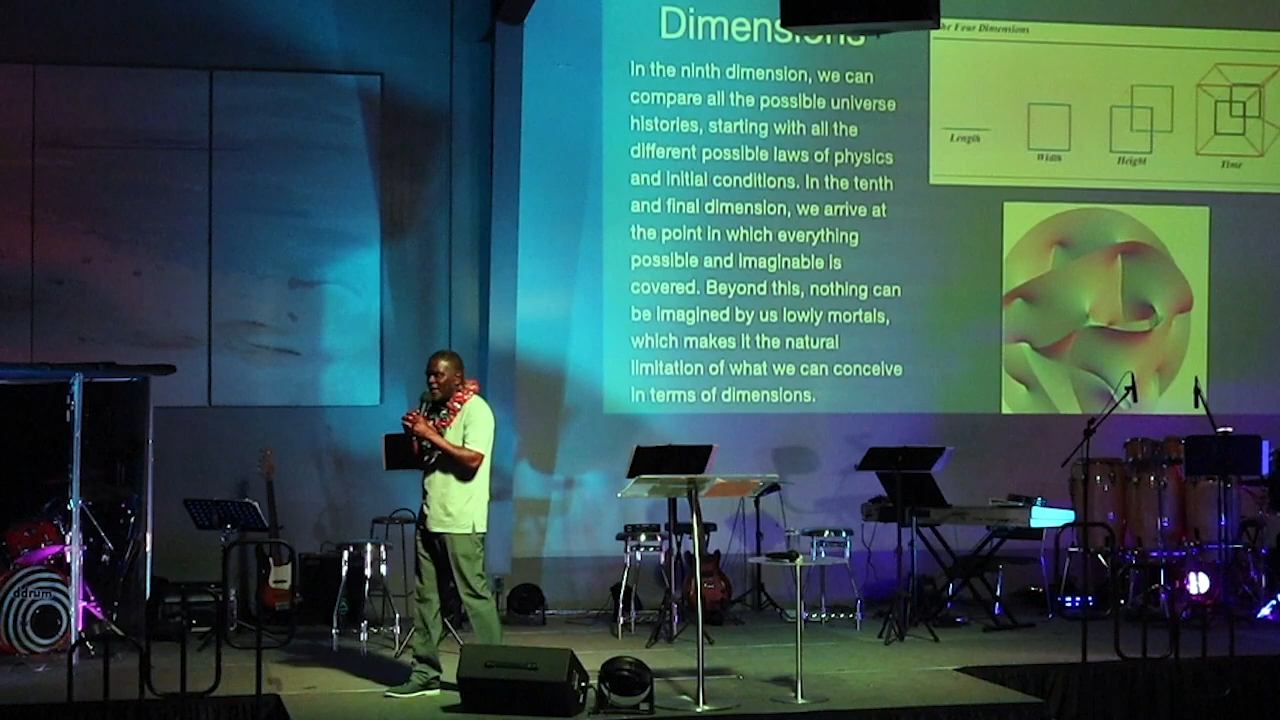 Dimensions
In the ninth dimension, we can
compare all the possible universe
histories, starting with all the
different possible laws of physics
and initial conditions. In the tenth
and final dimension, we arrive at
the point in which everything
possible and imaginable is
covered. Beyond this, nothing can
be imagined by us lowly mortals,
which makes it the natural
limitation of what we can conceive
in terms of dimensions.
Four Dimensions
Length
Width
Height
Time
ddrum